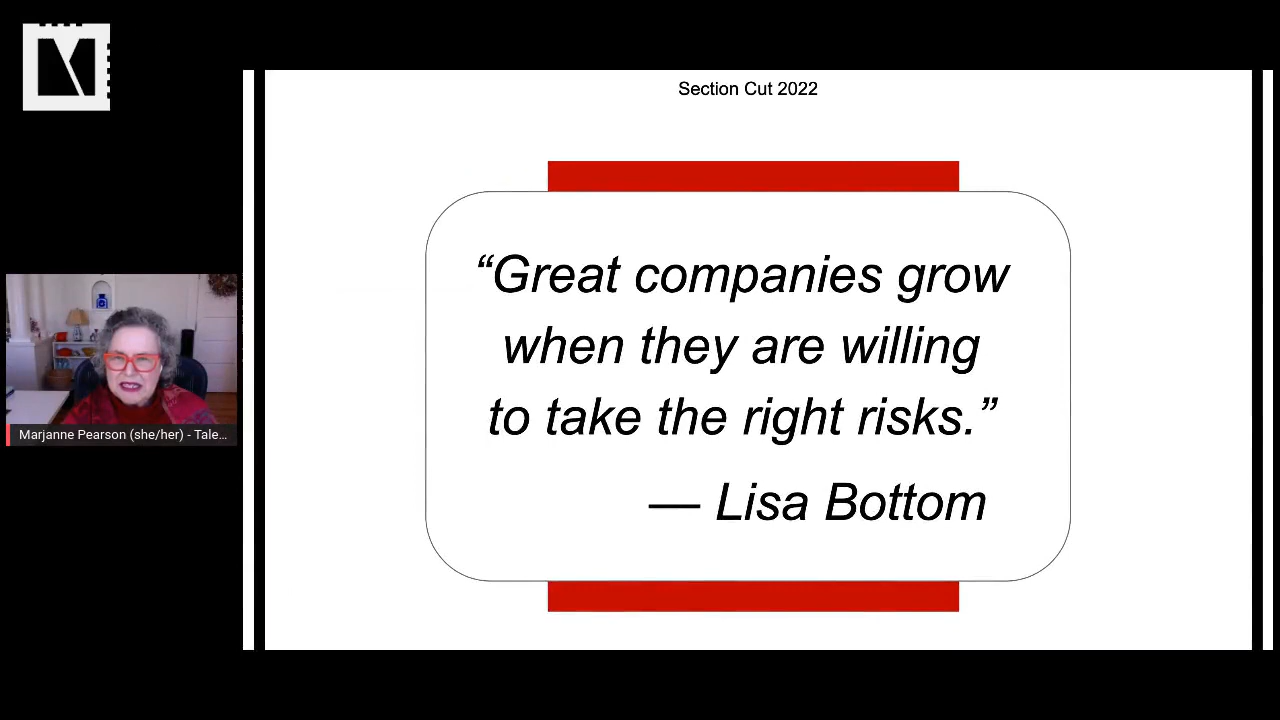 Section Cut 2022
“Great companies grow
when they are willing
to take the right risks.”
— Lisa Bottom
Marjanne Pearson (she/her) - Tale...